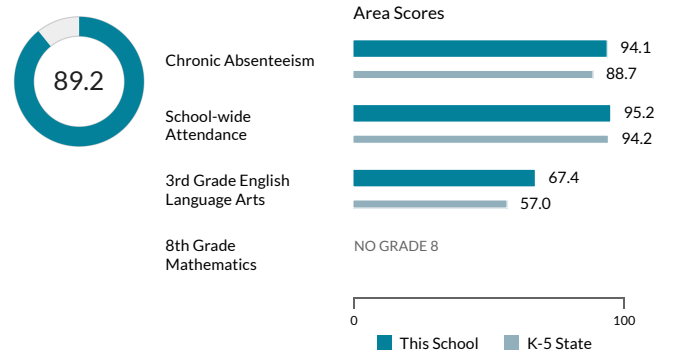 Area Scores
89.2
Chronic Absenteeism
94.1
88.7
School-wide
Attendance
95.2
94.2
3rd Grade English
Language Arts
67.4
57.0
8th Grade
Mathematics
NO GRADE 8
0 100
This School K-5 State